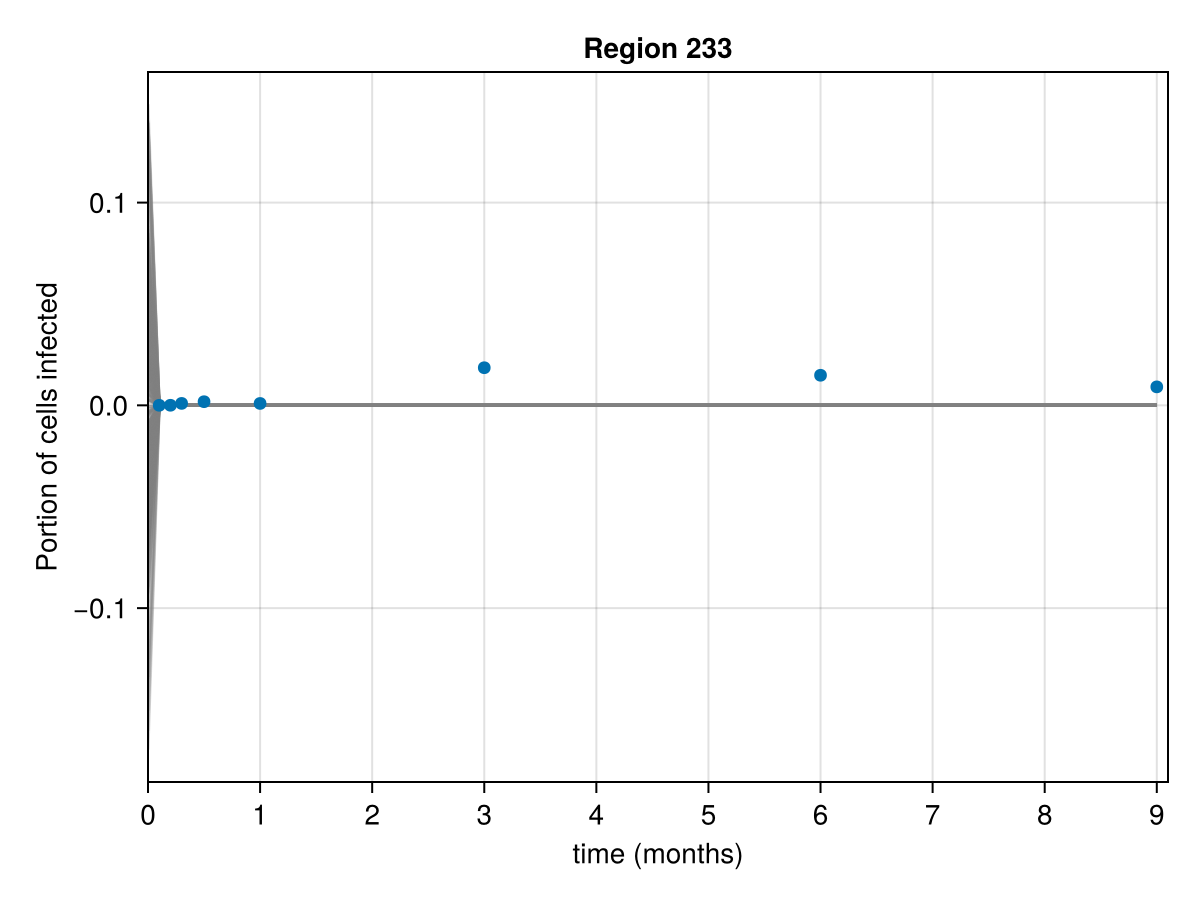 Region 233
Portion of cells infected
0.1
0.0
−0.1
0 1 2 3 4 5 6 7 8 9
time (months)